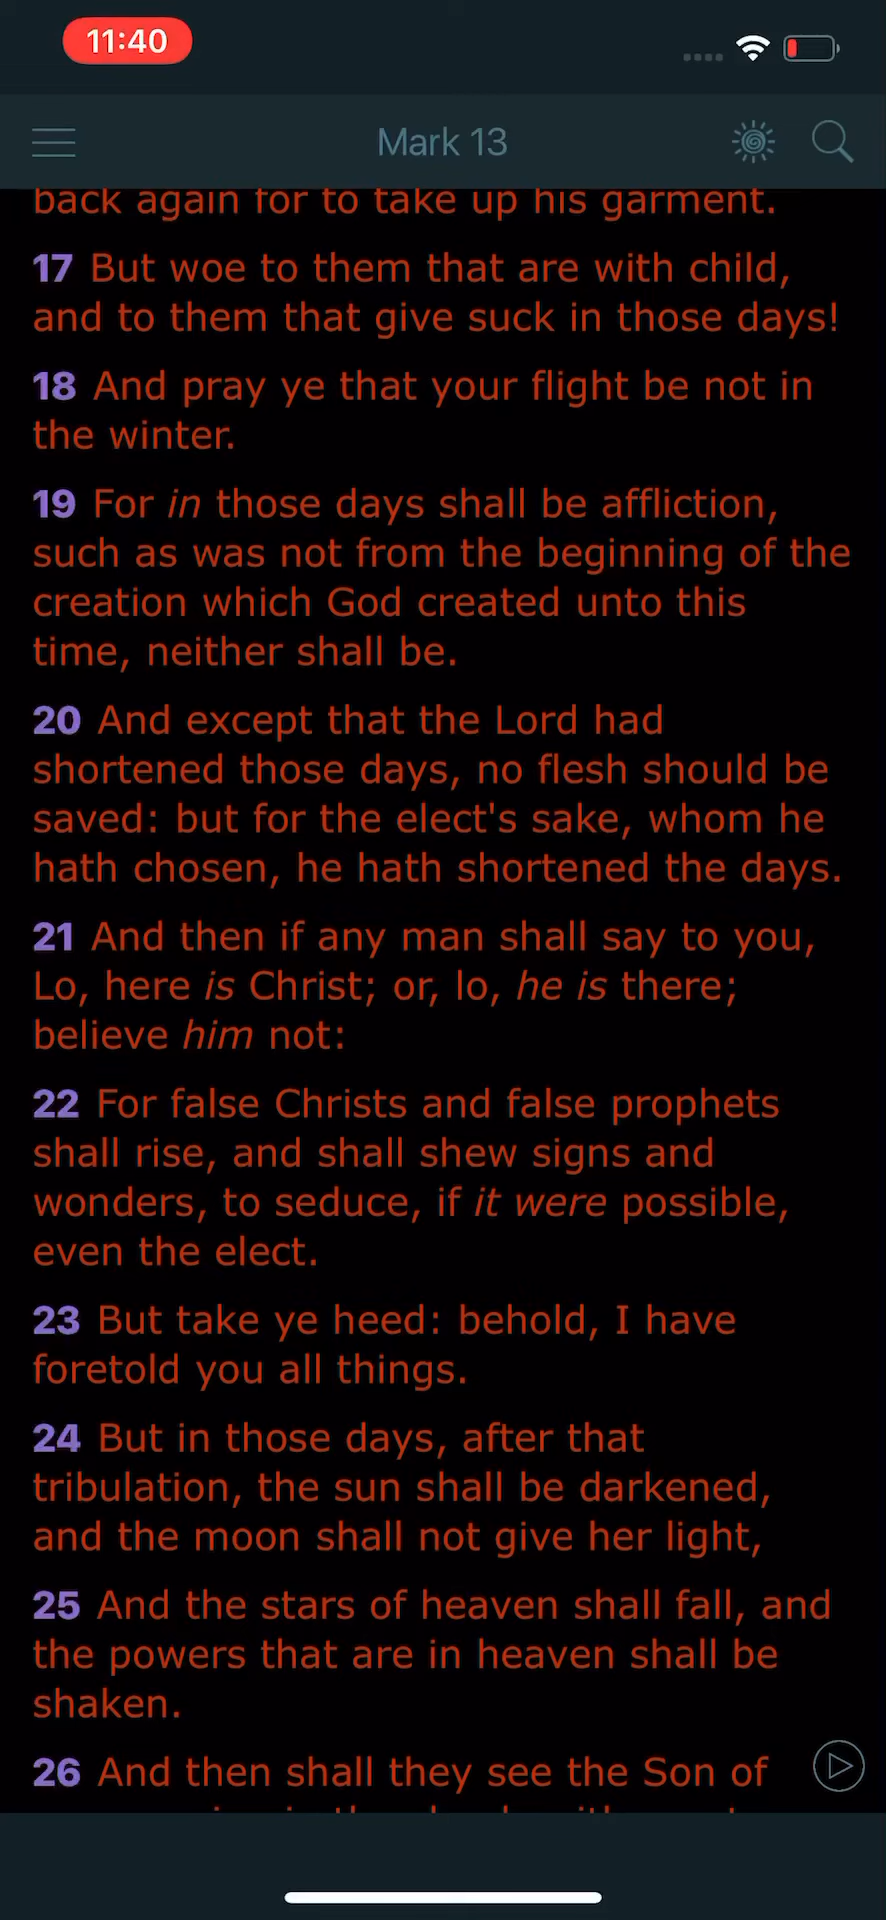 11:40
Mark 13
back again for to take up his garment.
17 But woe to them that are with child,
and to them that give suck in those days!
18 And pray ye that your flight be not in
the winter.
19 For in those days shall be affliction,
such as was not from the beginning of the
creation which God created unto this
time, neither shall be.
20 And except that the Lord had
shortened those days, no flesh should be
saved: but for the elect's sake, whom he
hath chosen, he hath shortened the days.
21 And then if any man shall say to you,
Lo, here is Christ; or, lo, he is there;
believe him not:
22 For false Christs and false prophets
shall rise, and shall shew signs and
wonders, to seduce, if it were possible,
even the elect.
23 But take ye heed: behold, I have
foretold you all things.
24 But in those days, after that
tribulation, the sun shall be darkened,
and the moon shall not give her light,
25 And the stars of heaven shall fall, and
the powers that are in heaven shall be
shaken.
26 And then shall they see the Son of